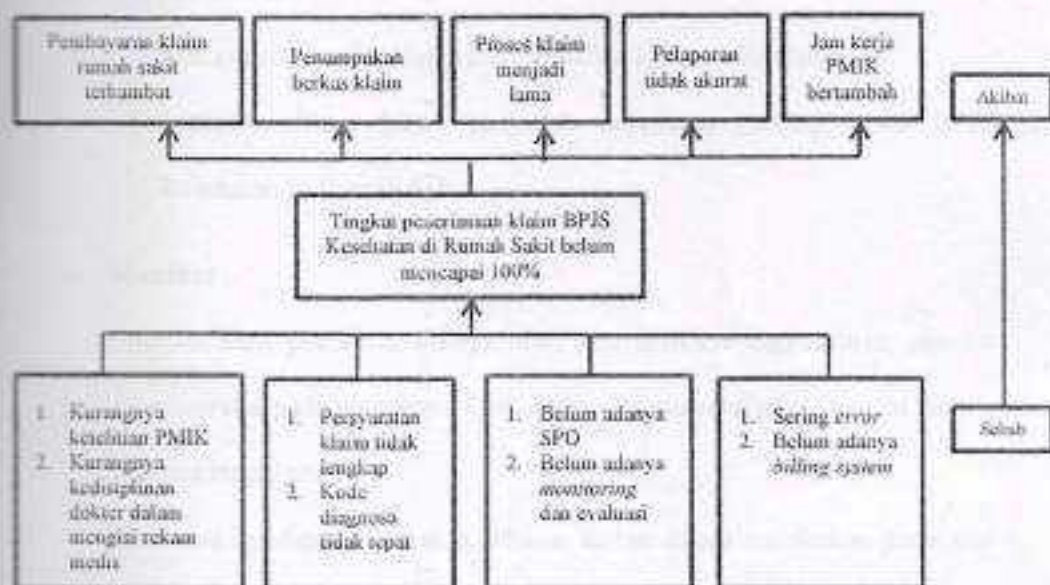 Pembayaran klaim
rumah sakit
terhambat
Penumpukan
berkas klaim
Proses klaim
menjadi
lama
Pelaporan
tidak akurat
Jam kerja
PMIK
bertambah
Akibat
Tingkat penerimaan klaim BPJS
Kesehatan di Rumah Sakit belum
mencapai 100%
1. Kurangnya
ketelitian PMIK
2. Kurangnya
kedisiplinan
dokter dalam
mengisi rekam
medis
1. Persyaratan
klaim tidak
lengkap
2. Kode
diagnosa
tidak tepat
1. Belum adanya
SPO
2. Belum adanya
monitoring
dan evaluasi
1. Sering error
2. Belum adanya
billing system
Sebab